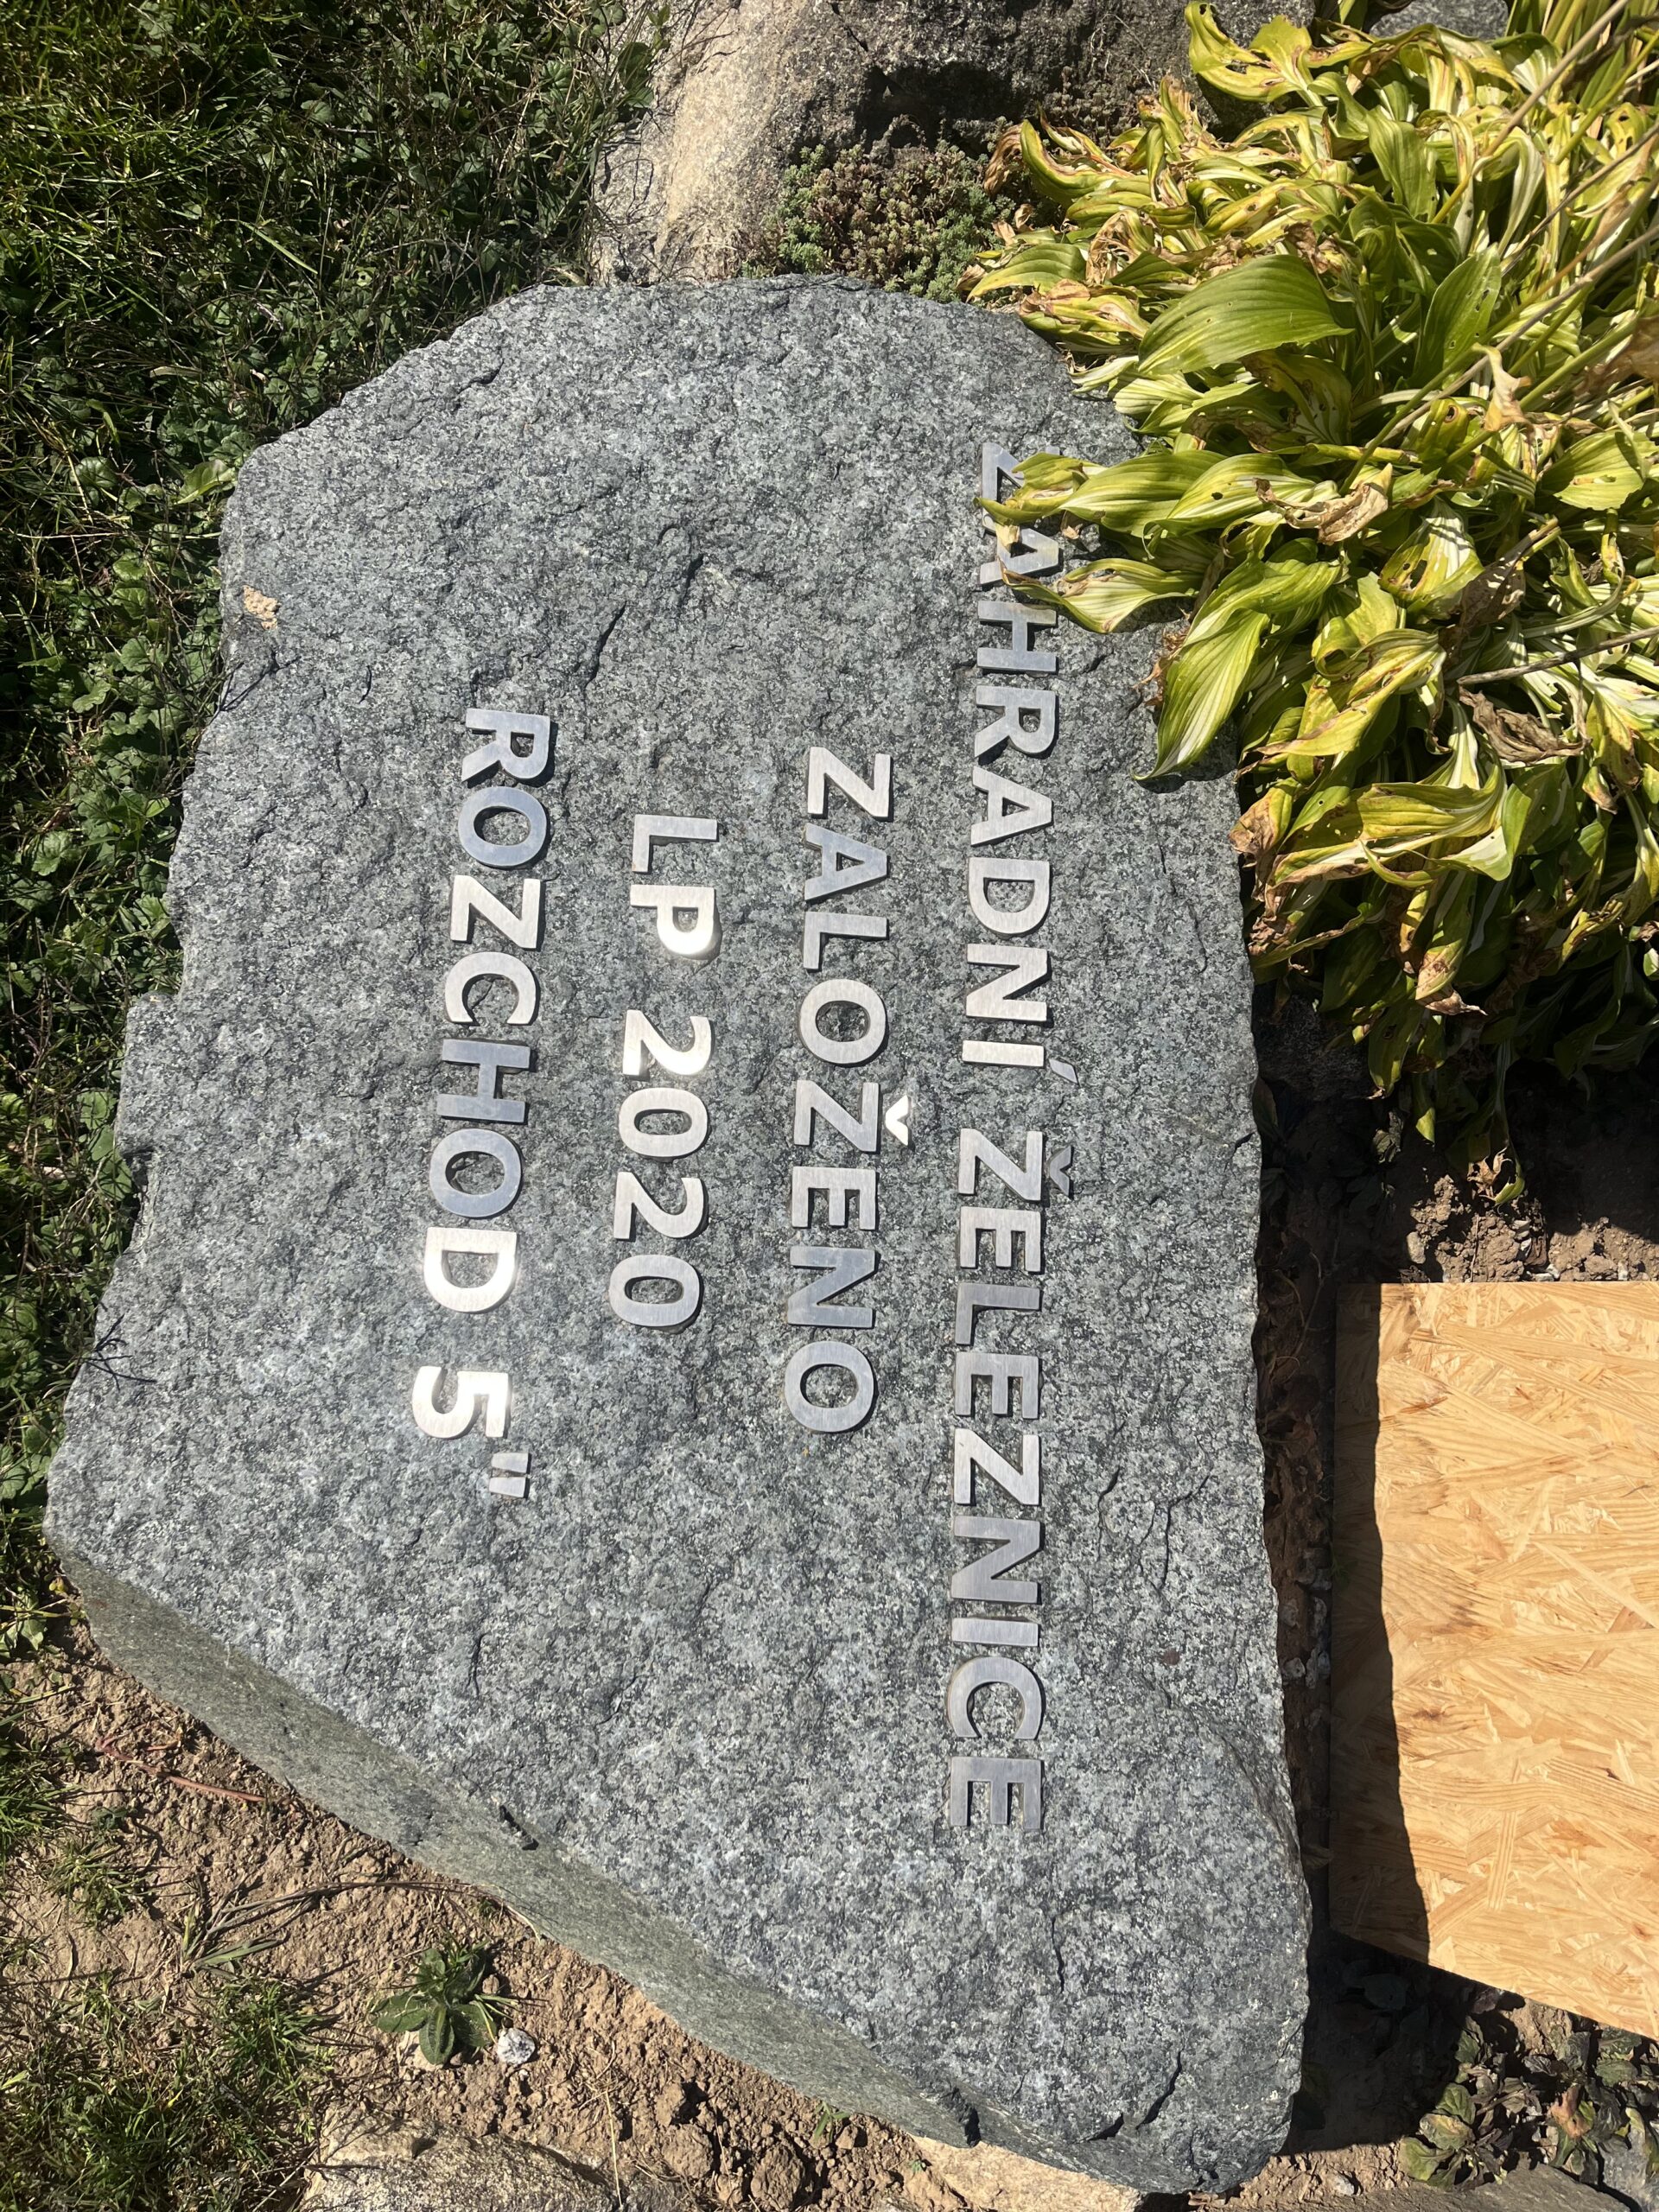 ZAHRADNÍ ŽELEZNICE
ZALOŽENO
LP 2020
ROZCHOD 5"